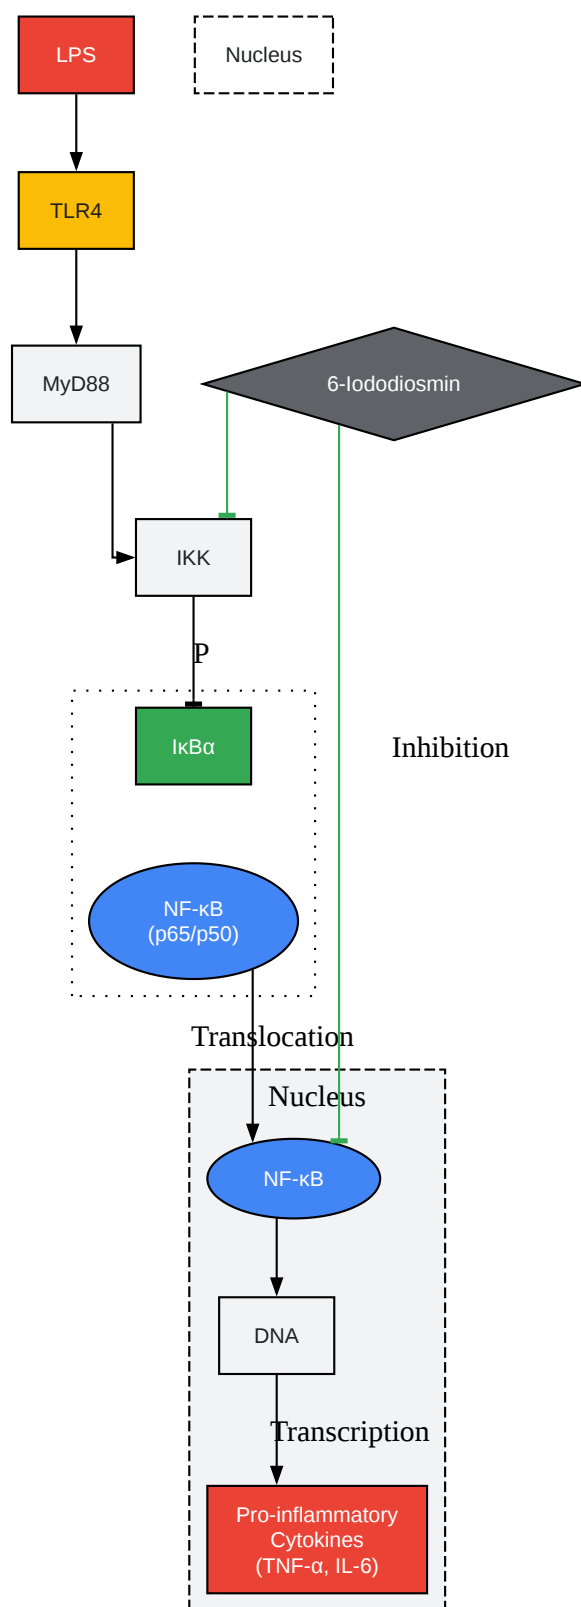 LPS
Nucleus
TLR4
MyD88
6-Iododiosmin
IKK
P
IκBα
Inhibition
NF-κB
(p65/p50)
Translocation
Nucleus
NF-κB
DNA
Transcription
Pro-inflammatory
Cytokines
(TNF-α, IL-6)